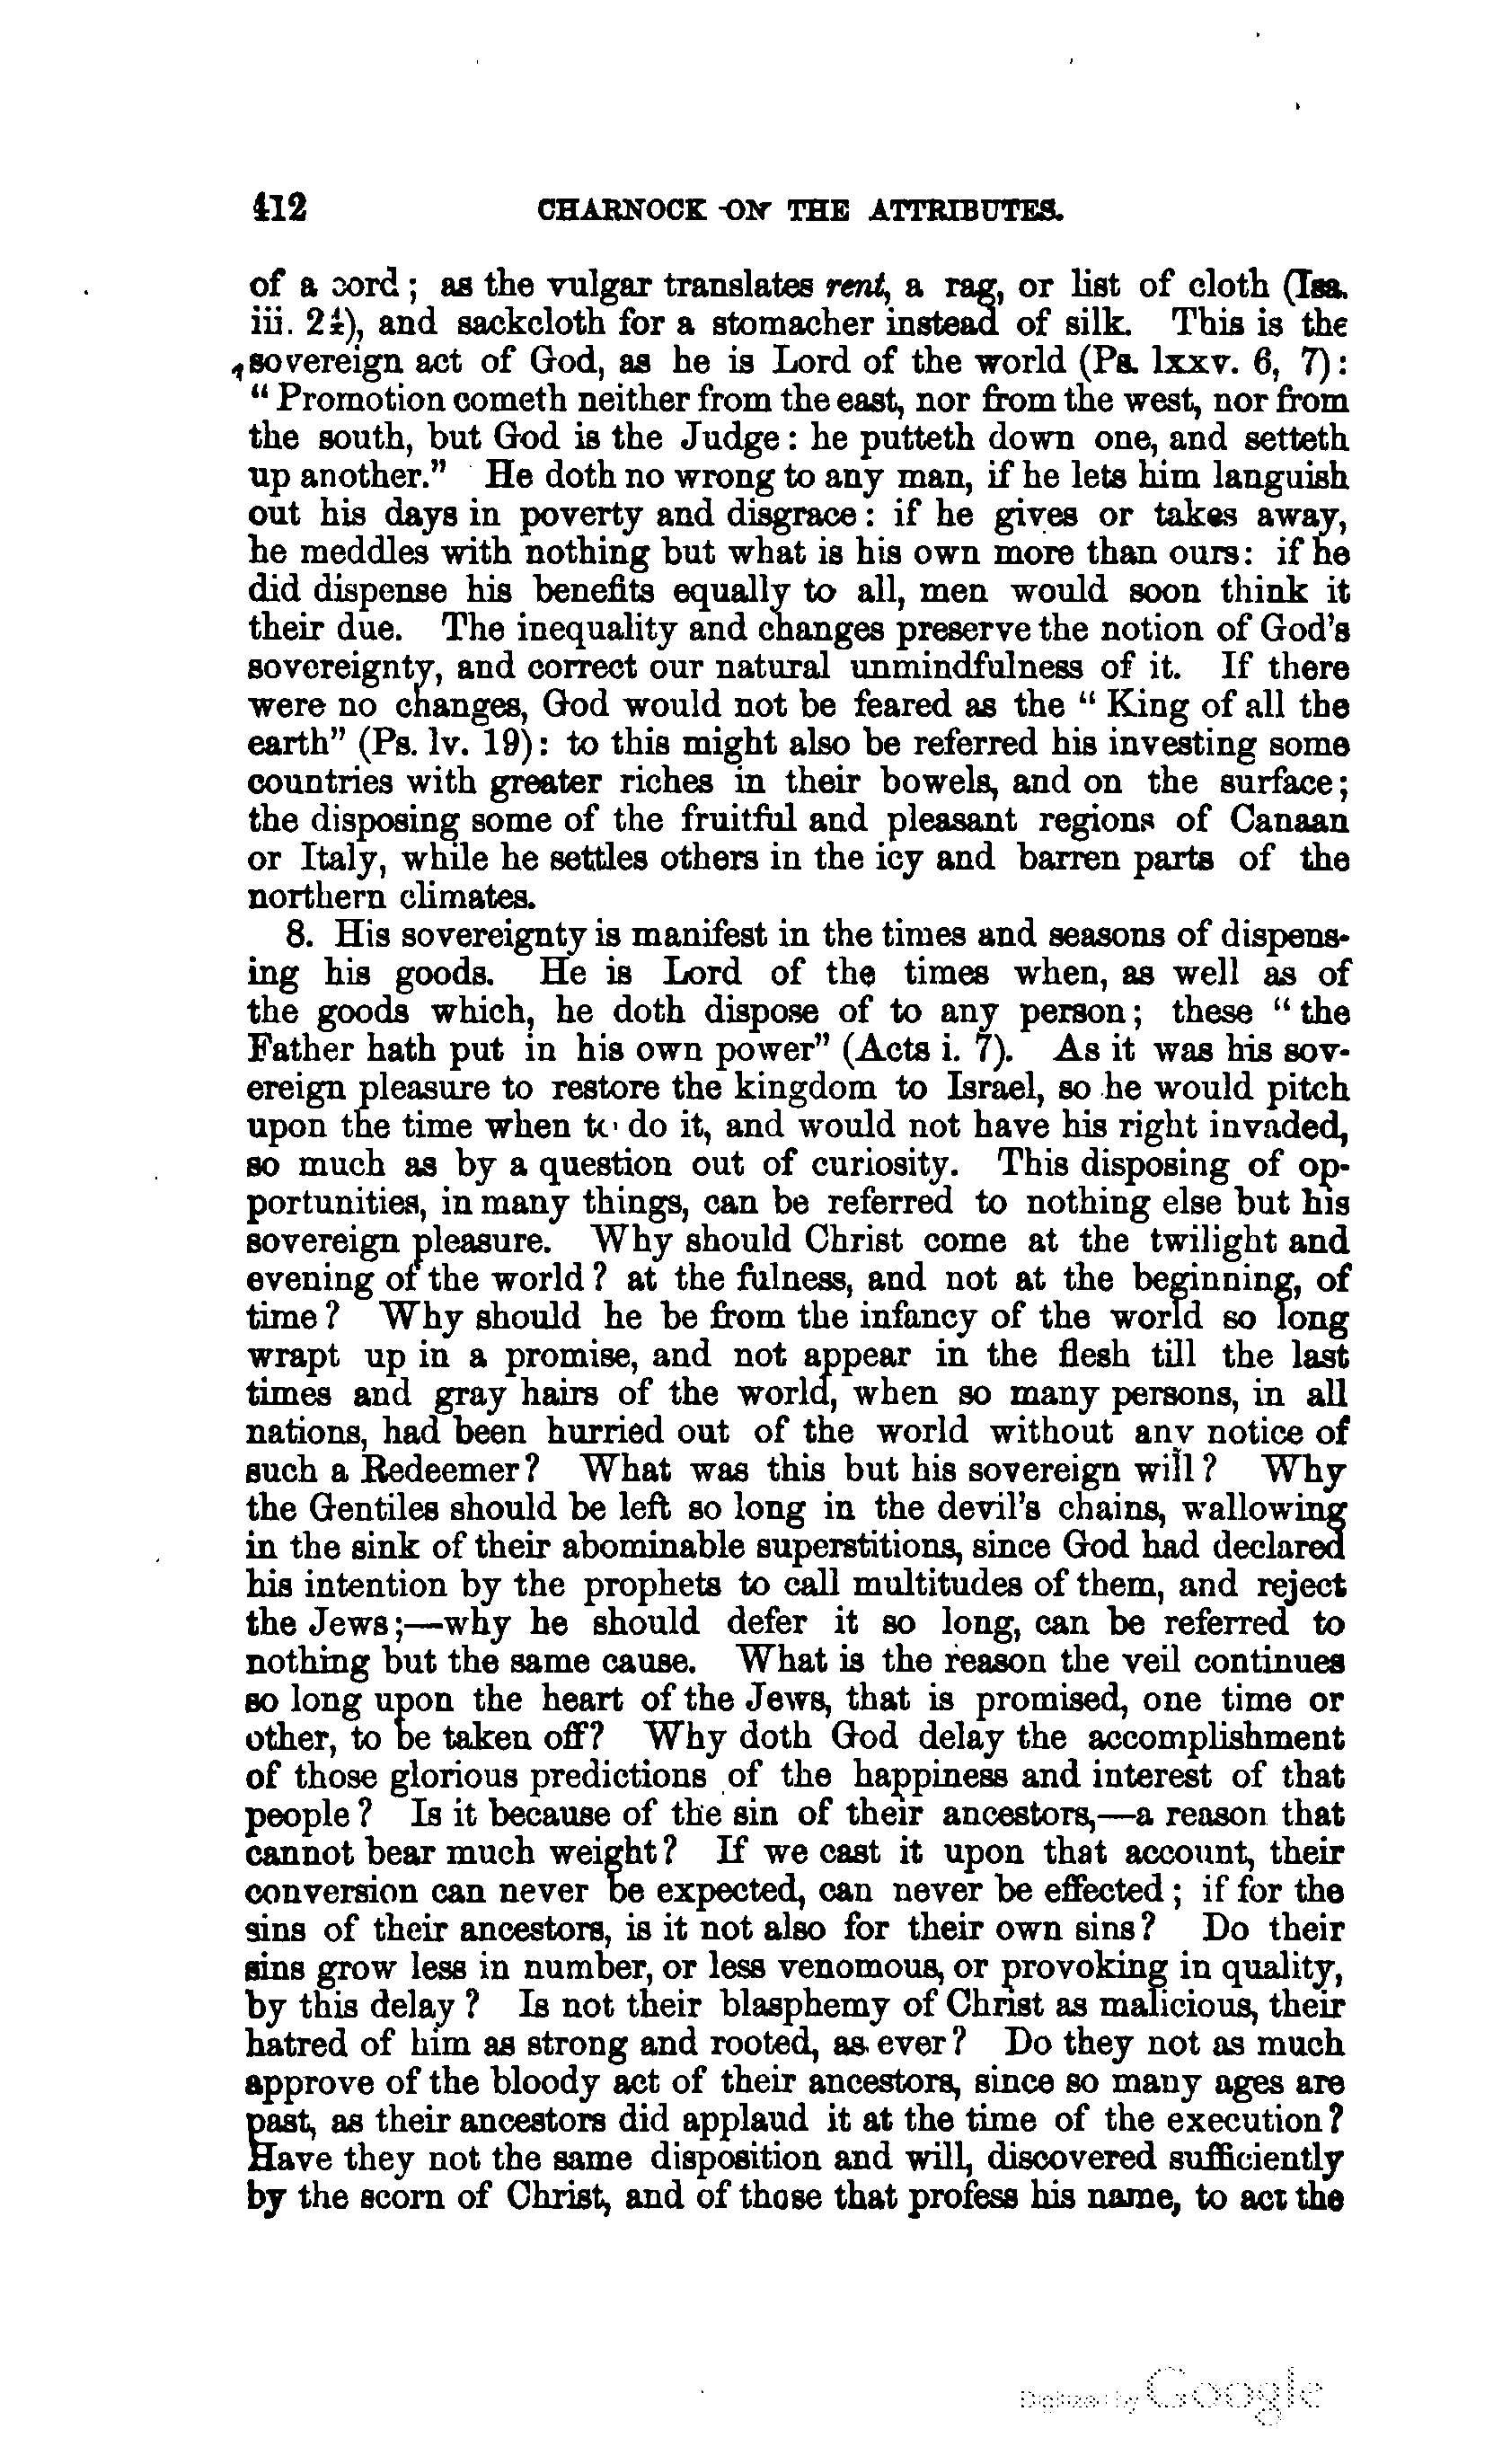 412 CHARNOCK ON THE ATTRIBUTES.
of a cord; as the vulgar translates rent, a rag, or list of cloth (Isa.
iii. 24), and sackcloth for a stomacher instead of silk. This is the
sovereign act of God, as he is Lord of the world (Ps. lxxv. 6, 7):
"Promotion cometh neither from the east, nor from the west, nor from
the south, but God is the Judge: he putteth down one, and setteth
up another." He doth no wrong to any man, if he lets him languish
out his days in poverty and disgrace: if he gives or takes away,
he meddles with nothing but what is his own more than ours: if he
did dispense his benefits equally to all, men would soon think it
their due. The inequality and changes preserve the notion of God's
sovereignty, and correct our natural unmindfulness of it. If there
were no changes, God would not be feared as the "King of all the
earth" (Ps. lv. 19): to this might also be referred his investing some
countries with greater riches in their bowels, and on the surface;
the disposing some of the fruitful and pleasant regions of Canaan
or Italy, while he settles others in the icy and barren parts of the
northern climates.
8. His sovereignty is manifest in the times and seasons of dispens-
ing his goods. He is Lord of the times when, as well as of
the goods which, he doth dispose of to any person; these "the
Father hath put in his own power" (Acts i. 7). As it was his sov-
ereign pleasure to restore the kingdom to Israel, so he would pitch
upon the time when to do it, and would not have his right invaded,
so much as by a question out of curiosity. This disposing of op-
portunities, in many things, can be referred to nothing else but his
sovereign pleasure. Why should Christ come at the twilight and
evening of the world? at the fulness, and not at the beginning, of
time? Why should he be from the infancy of the world so long
wrapt up in a promise, and not appear in the flesh till the last
times and gray hairs of the world, when so many persons, in all
nations, had been hurried out of the world without any notice of
such a Redeemer? What was this but his sovereign will? Why
the Gentiles should be left so long in the devil's chains, wallowing
in the sink of their abominable superstitions, since God had declared
his intention by the prophets to call multitudes of them, and reject
the Jews;—why he should defer it so long, can be referred to
nothing but the same cause. What is the reason the veil continues
so long upon the heart of the Jews, that is promised, one time or
other, to be taken off? Why doth God delay the accomplishment
of those glorious predictions of the happiness and interest of that
people? Is it because of the sin of their ancestors,—a reason that
cannot bear much weight? If we cast it upon that account, their
conversion can never be expected, can never be effected; if for the
sins of their ancestors, is it not also for their own sins? Do their
sins grow less in number, or less venomous, or provoking in quality,
by this delay? Is not their blasphemy of Christ as malicious, their
hatred of him as strong and rooted, as ever? Do they not as much
approve of the bloody act of their ancestors, since so many ages are
past, as their ancestors did applaud it at the time of the execution?
Have they not the same disposition and will, discovered sufficiently
by the scorn of Christ, and of those that profess his name, to act the
Digitized by Google